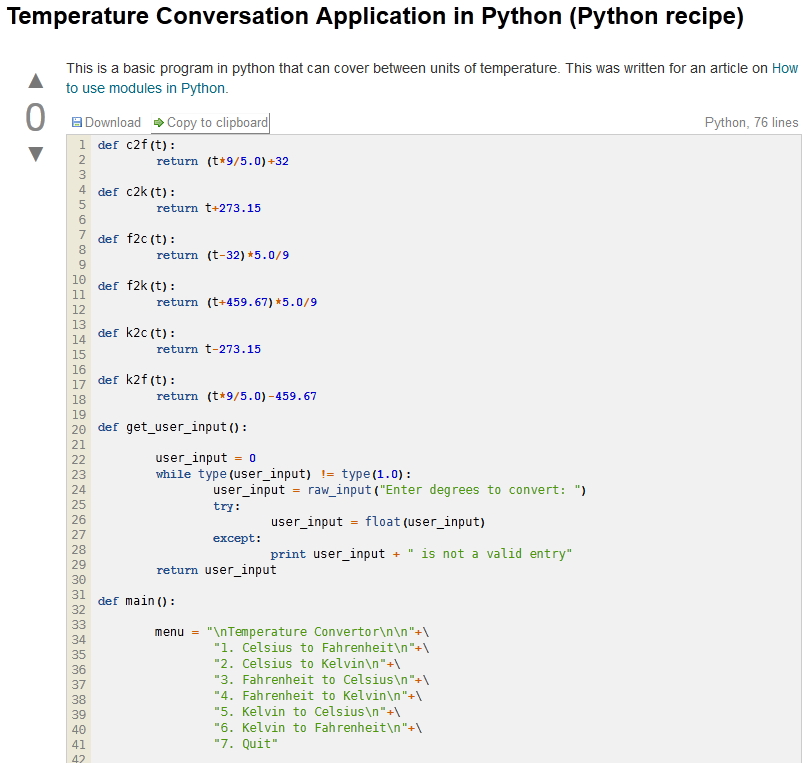 Temperature Conversation Application in Python (Python recipe)
This is a basic program in python that can cover between units of temperature. This was written for an article on How
to use modules in Python.
0
Download Copy to clipboard Python, 76 lines
1 def c2f(t):
2 return (t*9/5.0)+32
3
4 def c2k(t):
5 return t+273.15
6
7 def f2c(t):
8 return (t-32)*5.0/9
9
10 def f2k(t):
11 return (t+459.67)*5.0/9
12
13 def k2c(t):
14 return t-273.15
15
16 def k2f(t):
17 return (t*9/5.0)-459.67
18
19 def get_user_input():
20
21 user_input = 0
22 while type(user_input) != type(1.0):
23 user_input = raw_input("Enter degrees to convert: ")
24 try:
25 user_input = float(user_input)
26 except:
27 print user_input + " is not a valid entry"
28 return user_input
29
30 def main():
31
32 menu = "\nTemperature Convertor\n\n"+\
33 "1. Celsius to Fahrenheit\n"+\
34 "2. Celsius to Kelvin\n"+\
35 "3. Fahrenheit to Celsius\n"+\
36 "4. Fahrenheit to Kelvin\n"+\
37 "5. Kelvin to Celsius\n"+\
38 "6. Kelvin to Fahrenheit\n"+\
39 "7. Quit"
40
41
42